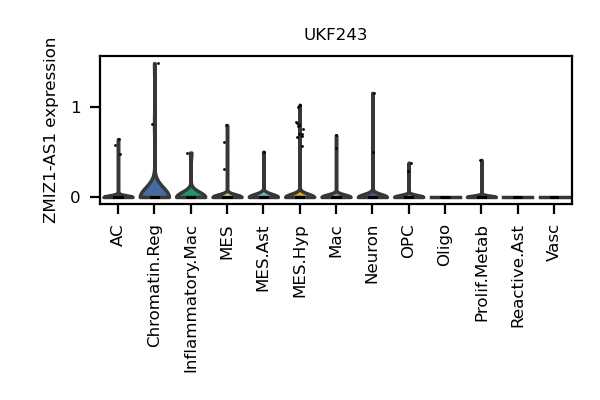 UKF243
ZMIZ1-AS1 expression
1
0
AC
Chromatin.Reg
Inflammatory.Mac
MES
MES.Ast
MES.Hyp
Mac
Neuron
OPC
Oligo
Prolif.Metab
Reactive.Ast
Vasc